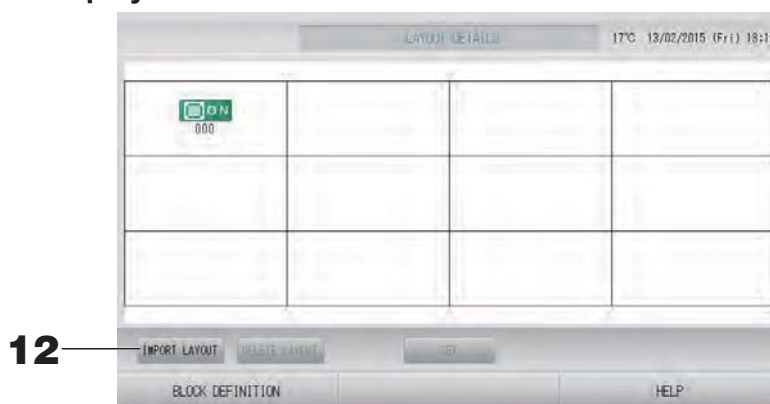 LAYOUT DETAILS 17°C 13/02/2015 (Fri) 18:1
ON
000
12
IMPORT LAYOUT DELETE LAYOUT SET
BLOCK DEFINITION HELP